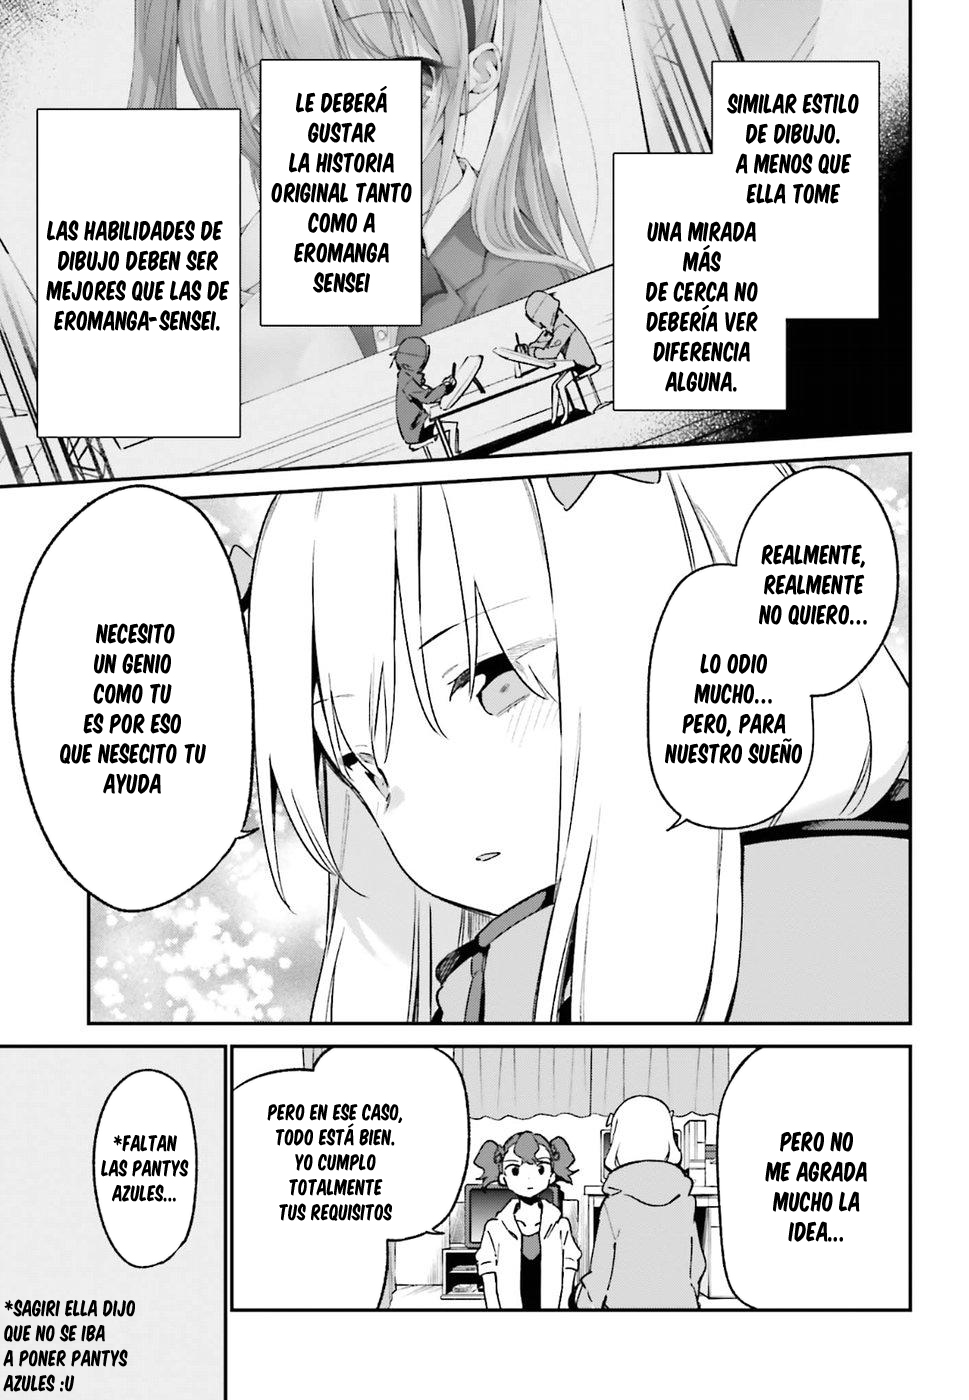 SIMILAR ESTILO
DE DIBUJO.
A MENOS QUE
ELLA TOME
UNA MIRADA
MÁS
DE CERCA NO
DEBERÍA VER
DIFERENCIA
ALGUNA.
LE DEBERÁ
GUSTAR
LA HISTORIA
ORIGINAL TANTO
COMO A
EROMANGA
SENSEI
LAS HABILIDADES DE
DIBUJO DEBEN SER
MEJORES QUE LAS DE
EROMANGA-SENSEI.
REALMENTE,
REALMENTE
NO QUIERO...
LO ODIO
MUCHO...
PERO, PARA
NUESTRO SUEÑO
NECESITO
UN GENIO
COMO TU
ES POR ESO
QUE NESECITO TU
AYUDA
PERO NO
ME AGRADA
MUCHO LA
IDEA...
PERO EN ESE CASO,
TODO ESTÁ BIEN.
YO CUMPLO
TOTALMENTE
TUS REQUISITOS
*FALTAN
LAS PANTYS
AZULES...
*SAGIRI ELLA DIJO
QUE NO SE IBA
A PONER PANTYS
AZULES :U